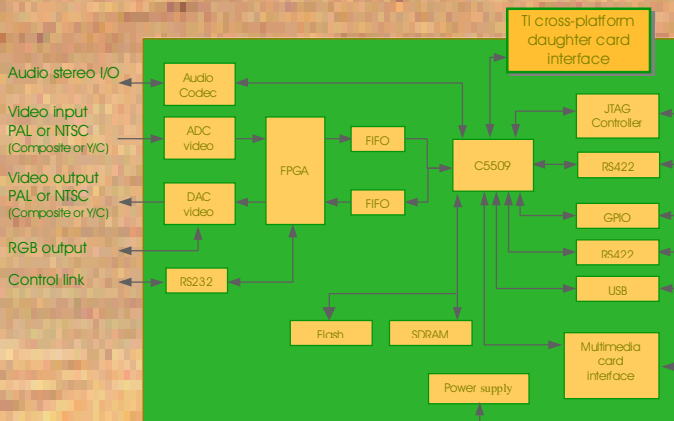 TI cross-platform
daughter card
interface
Audio stereo I/O
Audio
Codec
JTAG
Controller
Video input
PAL or NTSC
(Composite or Y/C)
ADC
video
FPGA
FIFO
C5509
RS422
Video output
PAL or NTSC
(Composite or Y/C)
DAC
video
FIFO
GPIO
RGB output
RS422
Control link
RS232
USB
Flash
SDRAM
Multimedia
card
interface
Power supply